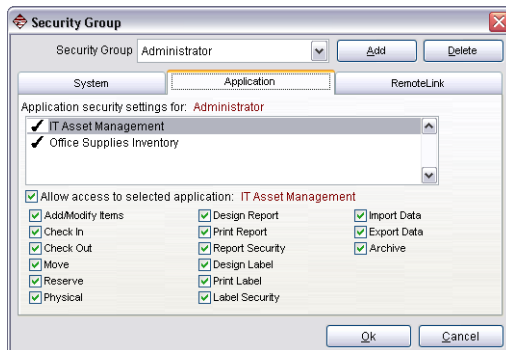 Security Group
Security Group Administrator Add Delete
System Application RemoteLink
Application security settings for: Administrator
IT Asset Management
Office Supplies Inventory
Allow access to selected application: IT Asset Management
Add/Modify Items Design Report Import Data
Check In Print Report Export Data
Check Out Report Security Archive
Move Design Label
Reserve Print Label
Physical Label Security
Ok Cancel